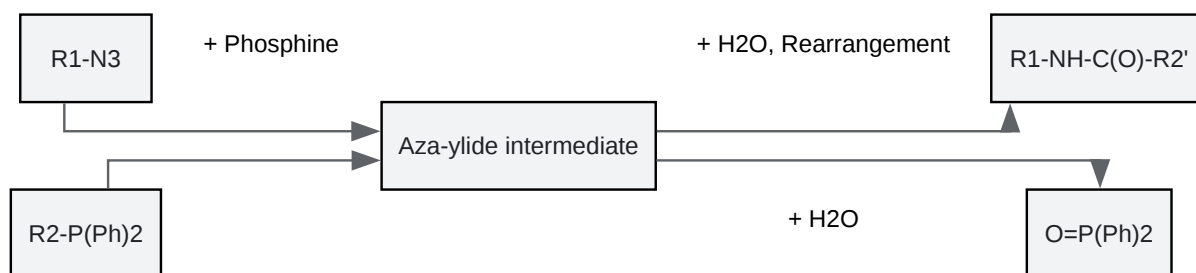 R1-N3
+ Phosphine
+ H2O, Rearrangement
R1-NH-C(O)-R2'
Aza-ylide intermediate
R2-P(Ph)2
+ H2O
O=P(Ph)2